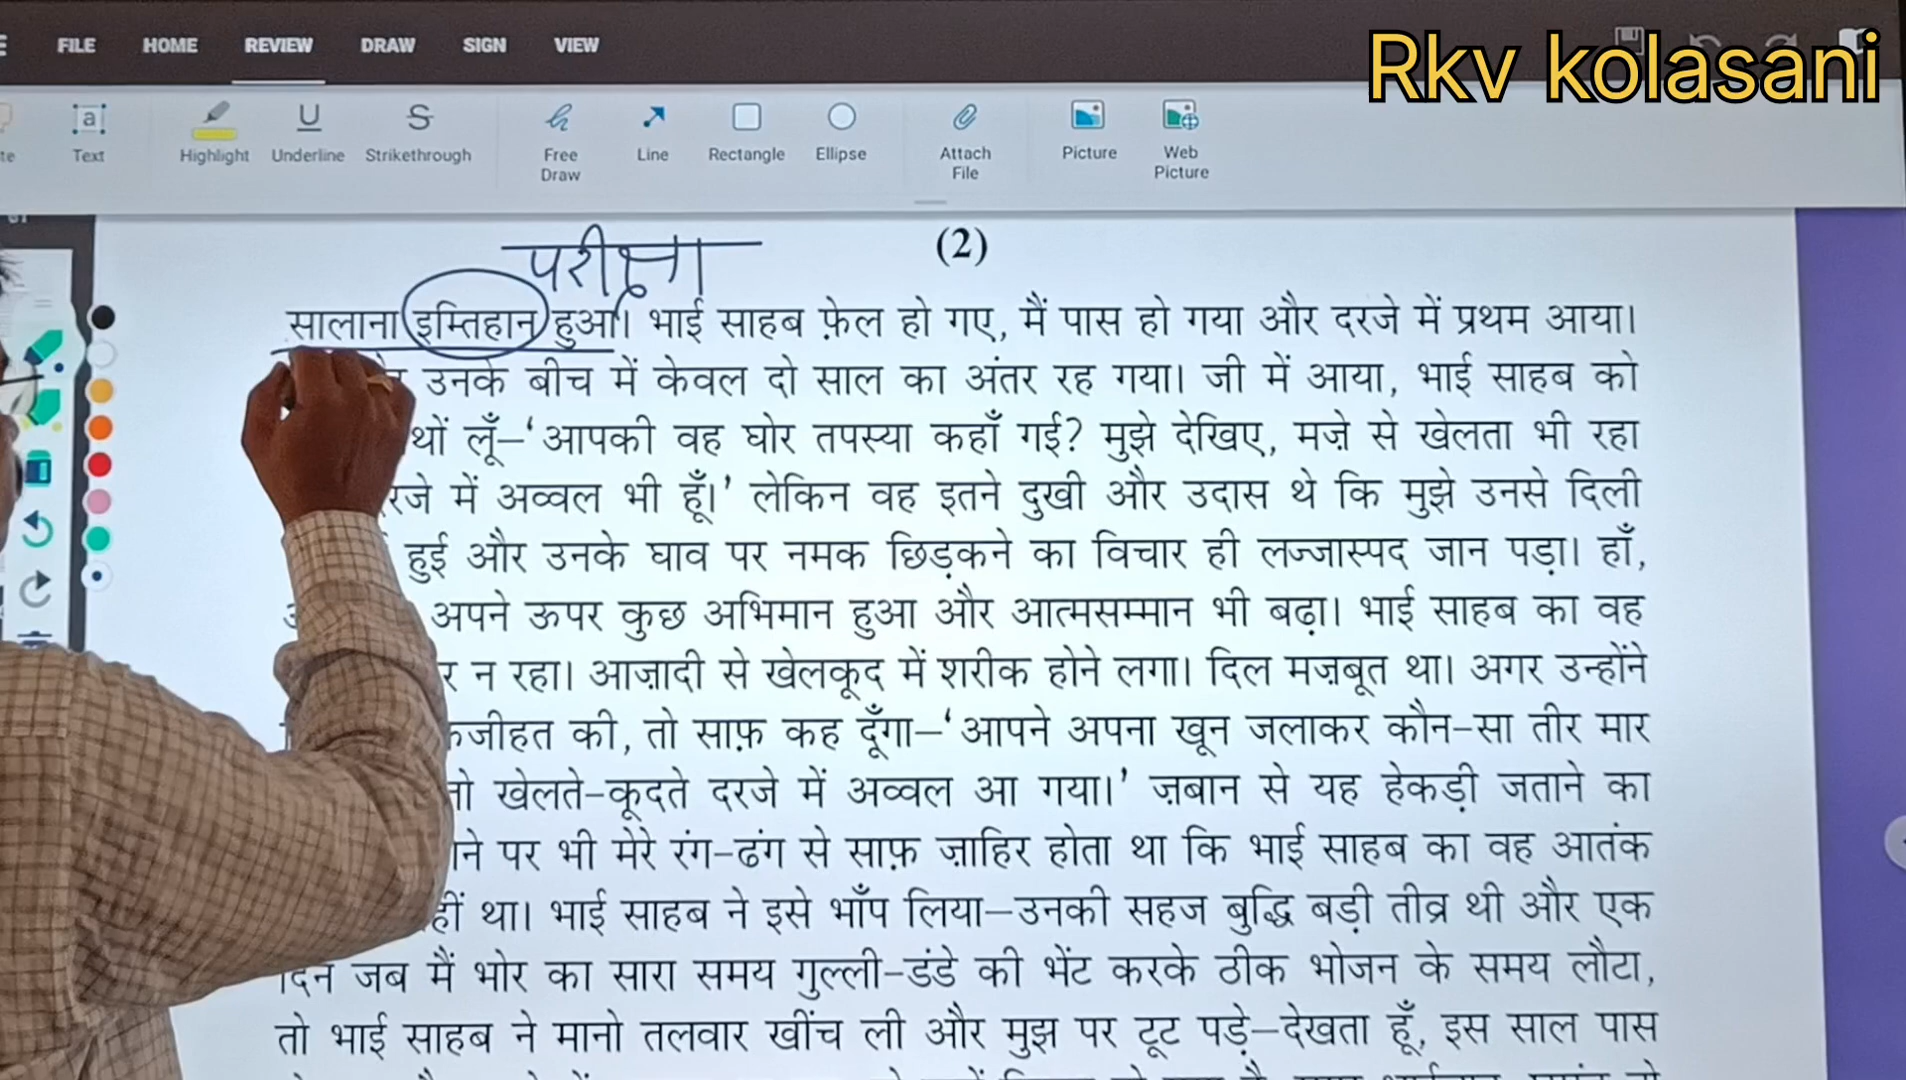 FILE HOME REVIEW DRAW SIGN VIEW
Rkv kolasani
Text Highlight Underline Strikethrough Free Draw Line Rectangle Ellipse Attach File Picture Web Picture
परीक्षा
(2)
सालाना इम्तिहान हुआ। भाई साहब फ़ेल हो गए, मैं पास हो गया और दरजे में प्रथम आया।
उनके बीच में केवल दो साल का अंतर रह गया। जी में आया, भाई साहब को
लूँ–‘आपकी वह घोर तपस्या कहाँ गई? मुझे देखिए, मज़े से खेलता भी रहा
में अव्वल भी हूँ।’ लेकिन वह इतने दुखी और उदास थे कि मुझे उनसे दिली
हुई और उनके घाव पर नमक छिड़कने का विचार ही लज्जास्पद जान पड़ा। हाँ,
अपने ऊपर कुछ अभिमान हुआ और आत्मसम्मान भी बढ़ा। भाई साहब का वह
न रहा। आज़ादी से खेलकूद में शरीक होने लगा। दिल मज़बूत था। अगर उन्होंने
की, तो साफ़ कह दूँगा–‘आपने अपना खून जलाकर कौन-सा तीर मार
खेलते-कूदते दरजे में अव्वल आ गया।’ ज़बान से यह हेकड़ी जताने का
पर भी मेरे रंग-ढंग से साफ़ ज़ाहिर होता था कि भाई साहब का वह आतंक
था। भाई साहब ने इसे भाँप लिया–उनकी सहज बुद्धि बड़ी तीव्र थी और एक
दिन जब मैं भोर का सारा समय गुल्ली-डंडे की भेंट करके ठीक भोजन के समय लौटा,
तो भाई साहब ने मानो तलवार खींच ली और मुझ पर टूट पड़े–देखता हूँ, इस साल पास